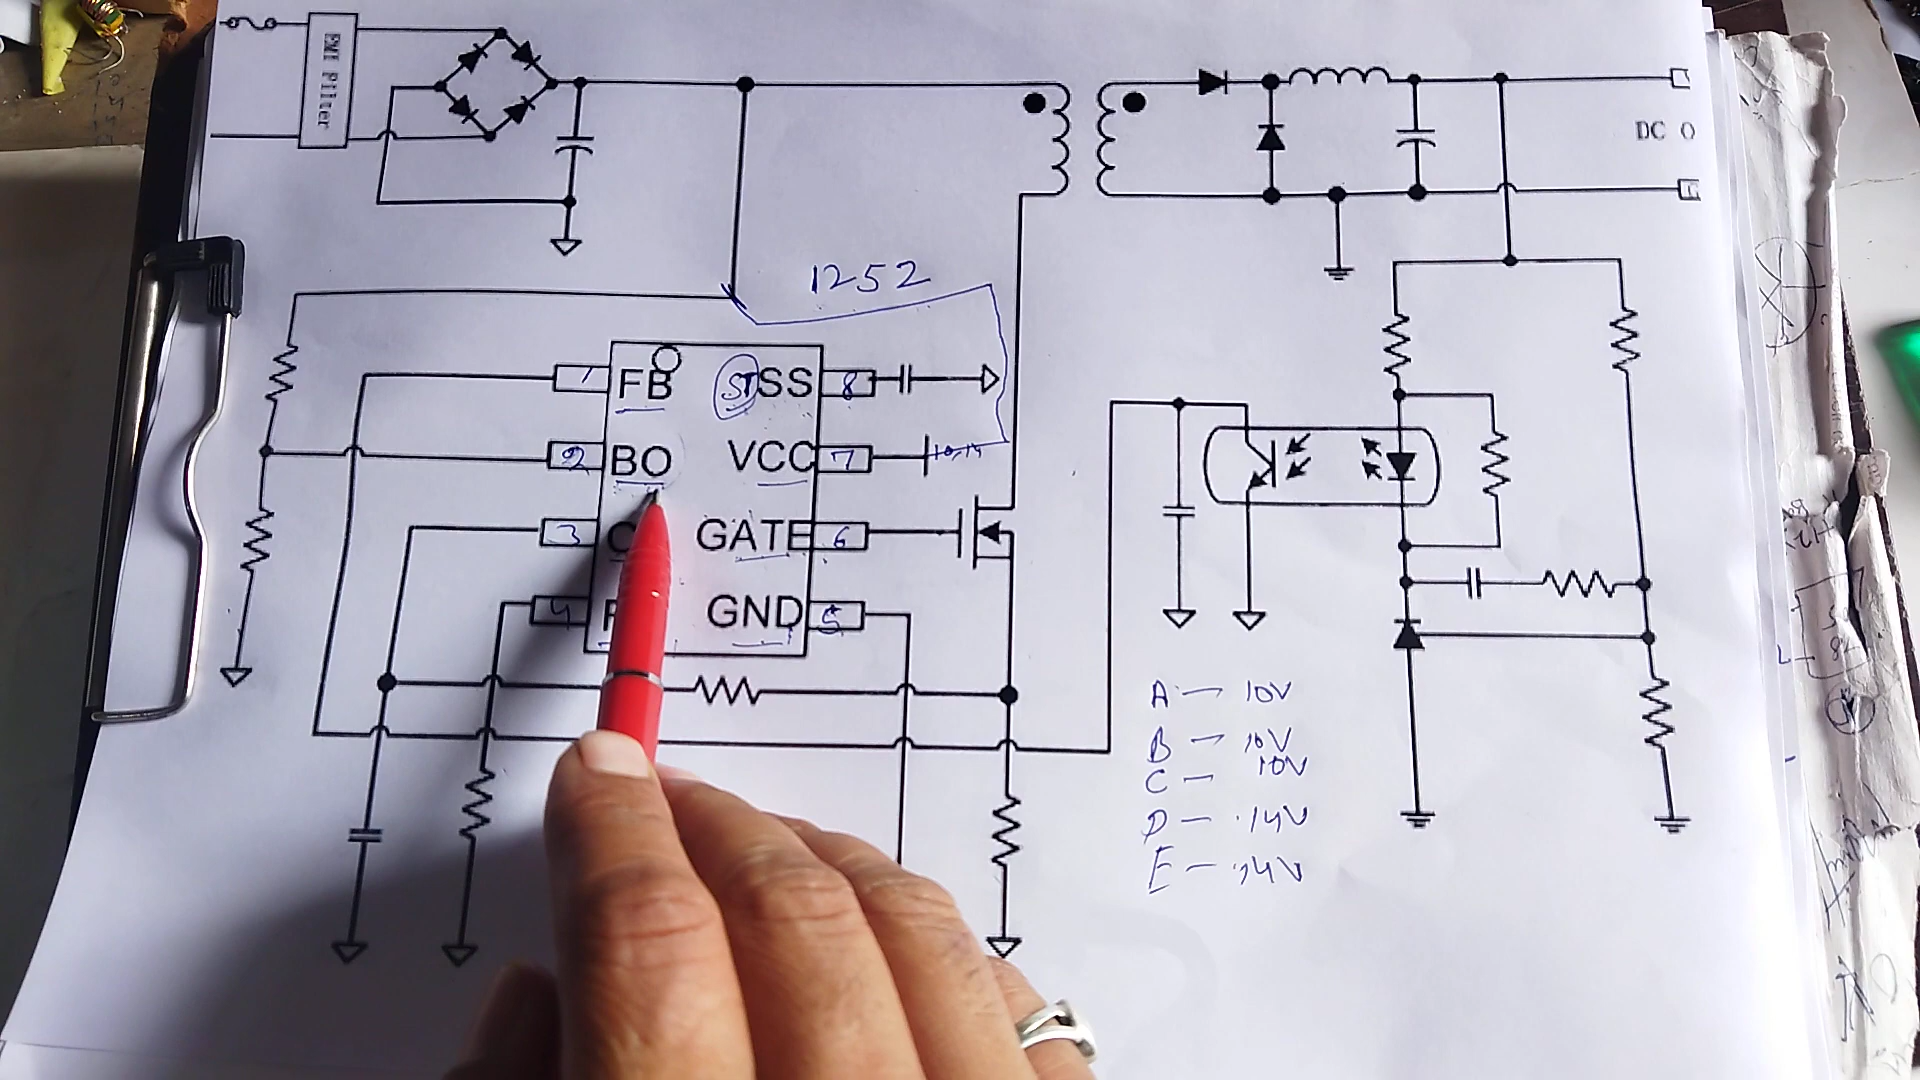 EMI Filter
DC O
1252
1 FB STSS 8
2 BO VCC 7
3 GATE 6
4 GND 5
A — 10V
B — 10V
C — 10V
D — .14V
E — .14V